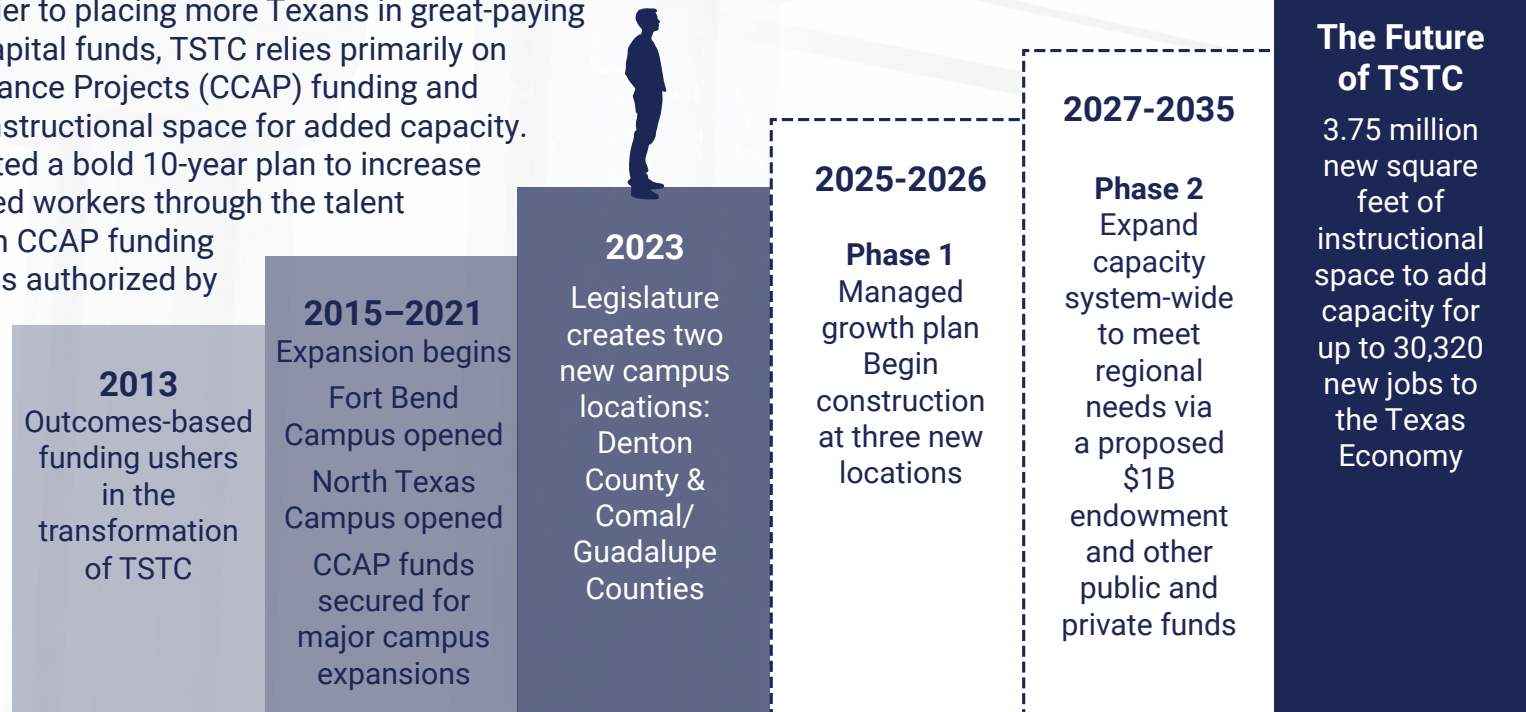 to placing more Texans in great-paying
capital funds, TSTC relies primarily on
Projects (CCAP) funding and
instructional space for added capacity.
a bold 10-year plan to increase
workers through the talent
CCAP funding
authorized by
2013
Outcomes-based
funding ushers
in the
transformation
of TSTC
2015–2021
Expansion begins
Fort Bend
Campus opened
North Texas
Campus opened
CCAP funds
secured for
major campus
expansions
2023
Legislature
creates two
new campus
locations:
Denton
County &
Comal/
Guadalupe
Counties
2025-2026
Phase 1
Managed
growth plan
Begin
construction
at three new
locations
2027-2035
Phase 2
Expand
capacity
system-wide
to meet
regional
needs via
a proposed
$1B
endowment
and other
public and
private funds
The Future
of TSTC
3.75 million
new square
feet of
instructional
space to add
capacity for
up to 30,320
new jobs to
the Texas
Economy